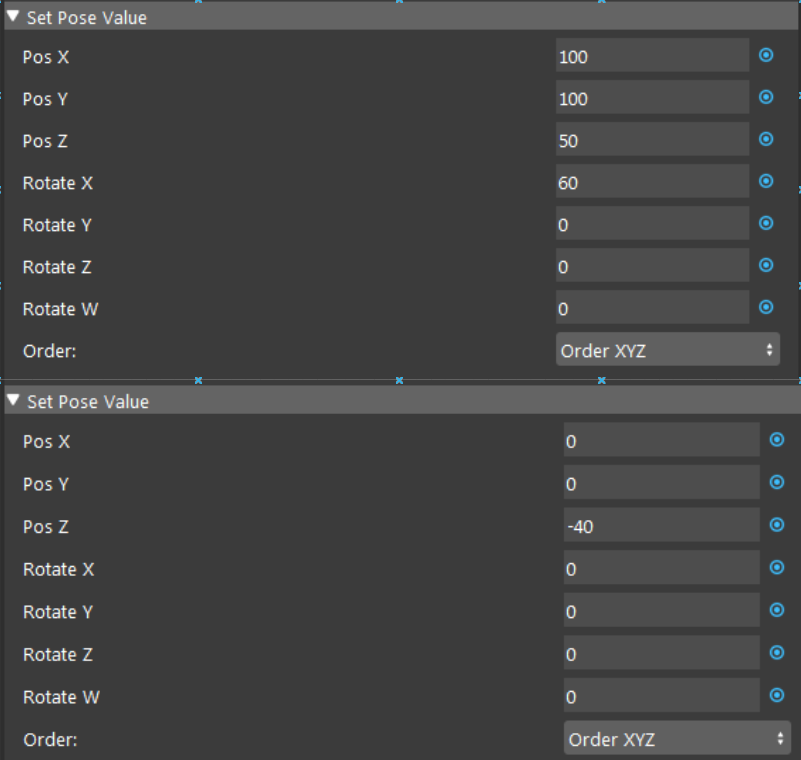 Set Pose Value
Pos X 100
Pos Y 100
Pos Z 50
Rotate X 60
Rotate Y 0
Rotate Z 0
Rotate W 0
Order: Order XYZ
Set Pose Value
Pos X 0
Pos Y 0
Pos Z -40
Rotate X 0
Rotate Y 0
Rotate Z 0
Rotate W 0
Order: Order XYZ